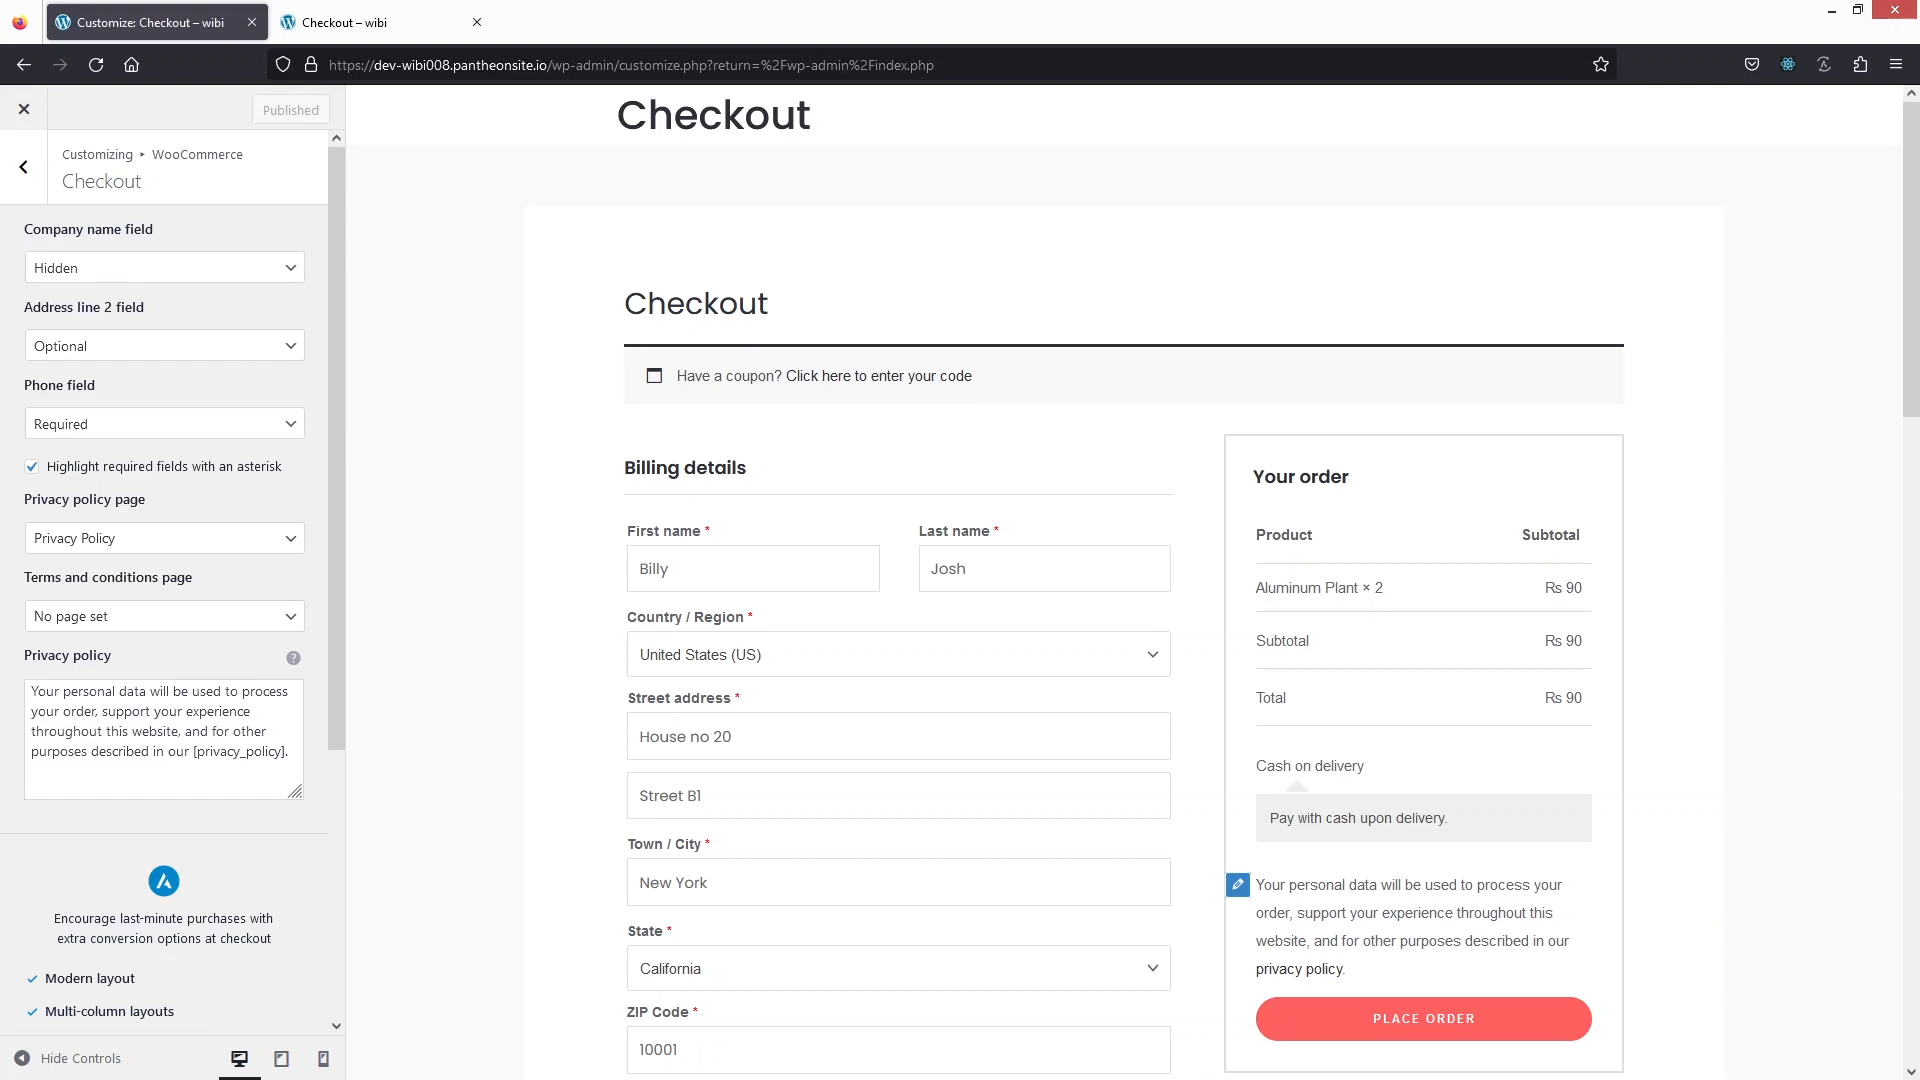 Customize: Checkout – wibi
Checkout – wibi
https://dev-wibi008.pantheonsite.io/wp-admin/customize.php?return=%2Fwp-admin%2Findex.php
Published
Customizing ▸ WooCommerce
Checkout
Company name field
Hidden
Address line 2 field
Optional
Phone field
Required
Highlight required fields with an asterisk
Privacy policy page
Privacy Policy
Terms and conditions page
No page set
Privacy policy
?
Your personal data will be used to process
your order, support your experience
throughout this website, and for other
purposes described in our [privacy_policy].
Encourage last-minute purchases with
extra conversion options at checkout
Modern layout
Multi-column layouts
Hide Controls
Checkout
Checkout
Have a coupon? Click here to enter your code
Billing details
First name *
Last name *
Billy
Josh
Country / Region *
United States (US)
Street address *
House no 20
Street B1
Town / City *
New York
State *
California
ZIP Code *
10001
Your order
Product Subtotal
Aluminum Plant × 2 Rs 90
Subtotal Rs 90
Total Rs 90
Cash on delivery
Pay with cash upon delivery.
Your personal data will be used to process your
order, support your experience throughout this
website, and for other purposes described in our
privacy policy.
PLACE ORDER